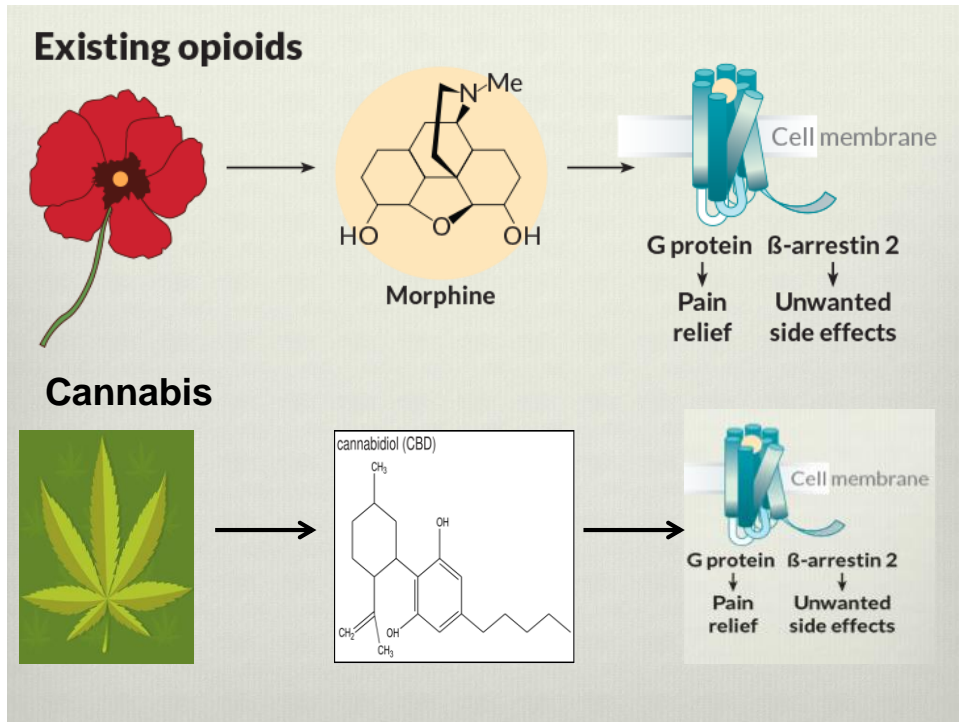 Existing opioids
N
Me
Cell membrane
HO
O
OH
Morphine
G protein ß-arrestin 2
Pain relief
Unwanted side effects
Cannabis
cannabidiol (CBD)
CH3
OH
CH2
OH
CH3
Cell membrane
G protein ß-arrestin 2
Pain relief
Unwanted side effects